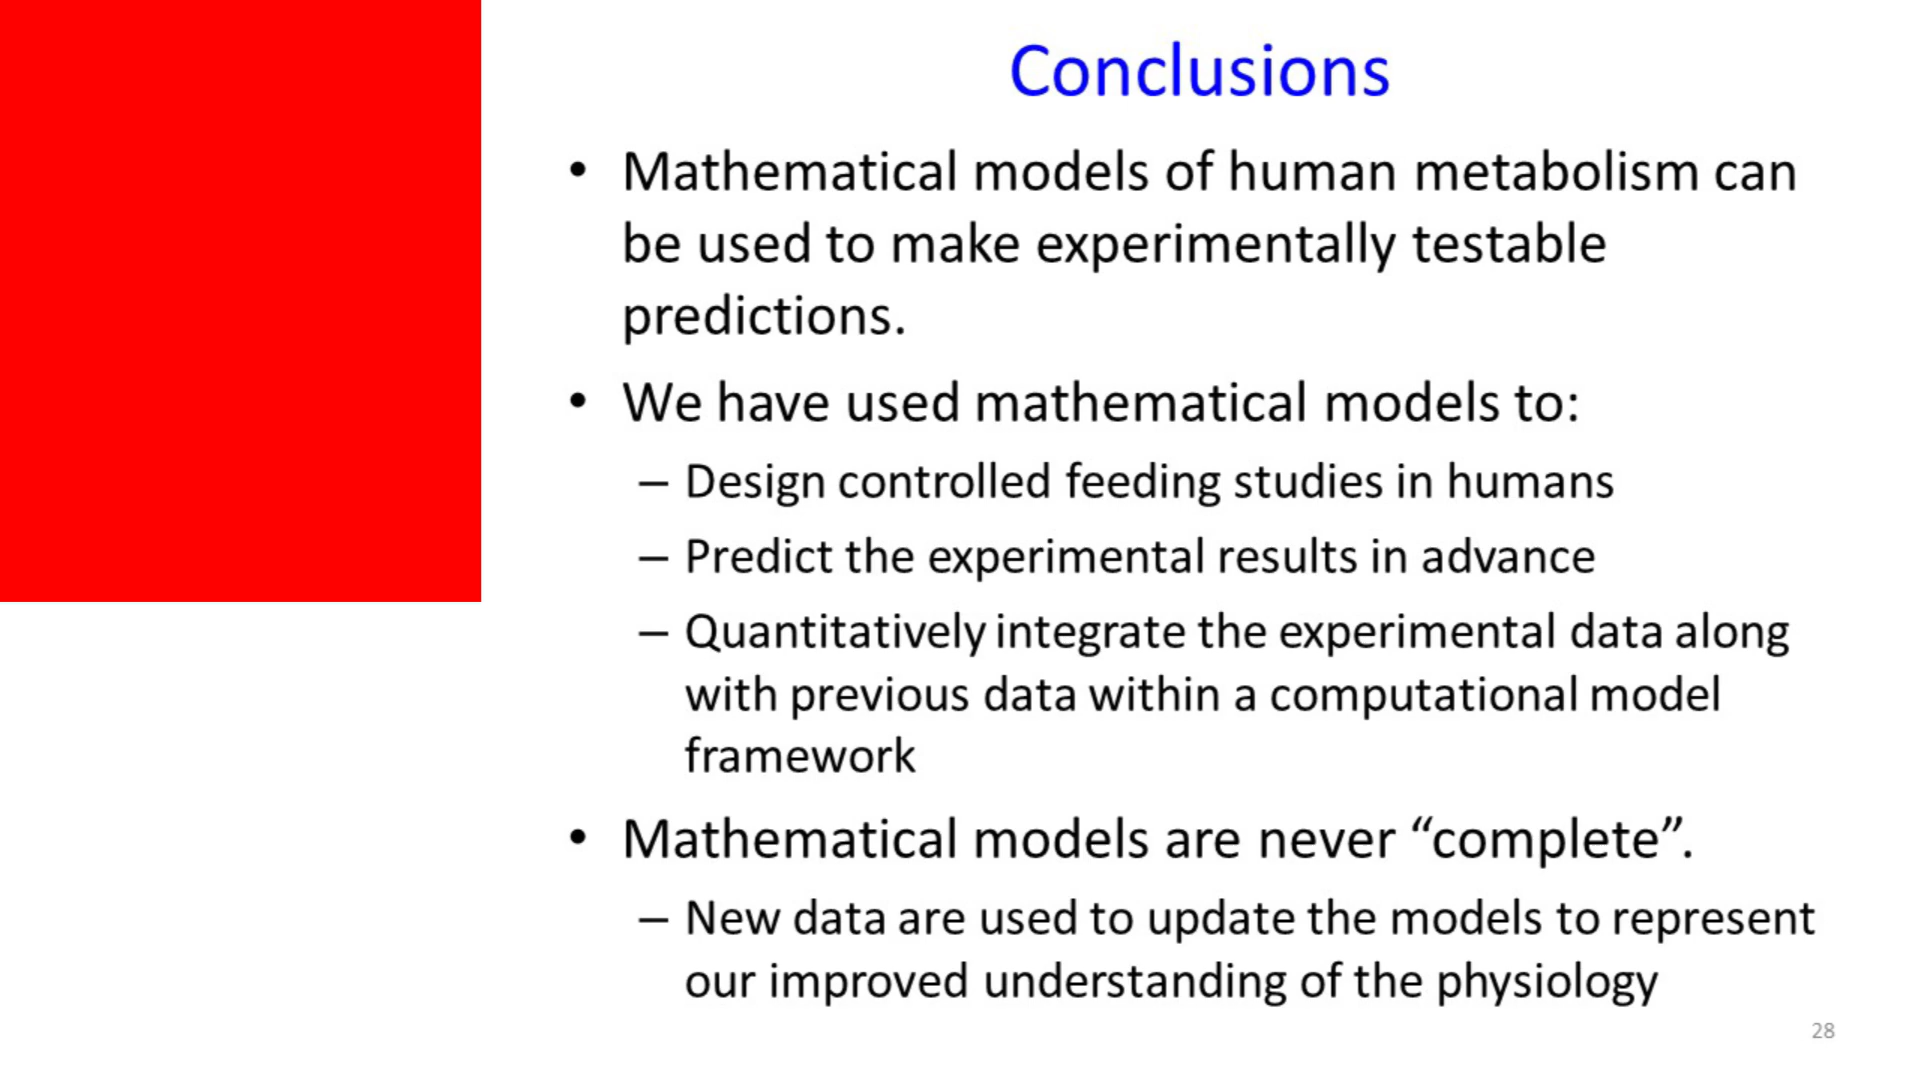 Conclusions
• Mathematical models of human metabolism can
be used to make experimentally testable
predictions.
• We have used mathematical models to:
– Design controlled feeding studies in humans
– Predict the experimental results in advance
– Quantitatively integrate the experimental data along
with previous data within a computational model
framework
• Mathematical models are never “complete”.
– New data are used to update the models to represent
our improved understanding of the physiology
28